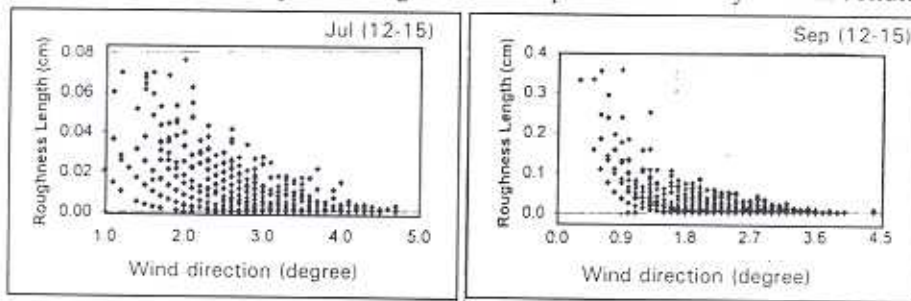 Jul (12-15)
Roughness Length (cm)
0.08
0.06
0.04
0.02
0.00
1.0 2.0 3.0 4.0 5.0
Wind direction (degree)
Sep (12-15)
Roughness Length (cm)
0.4
0.3
0.2
0.1
0.0
0.0 0.9 1.8 2.7 3.6 4.5
Wind direction (degree)